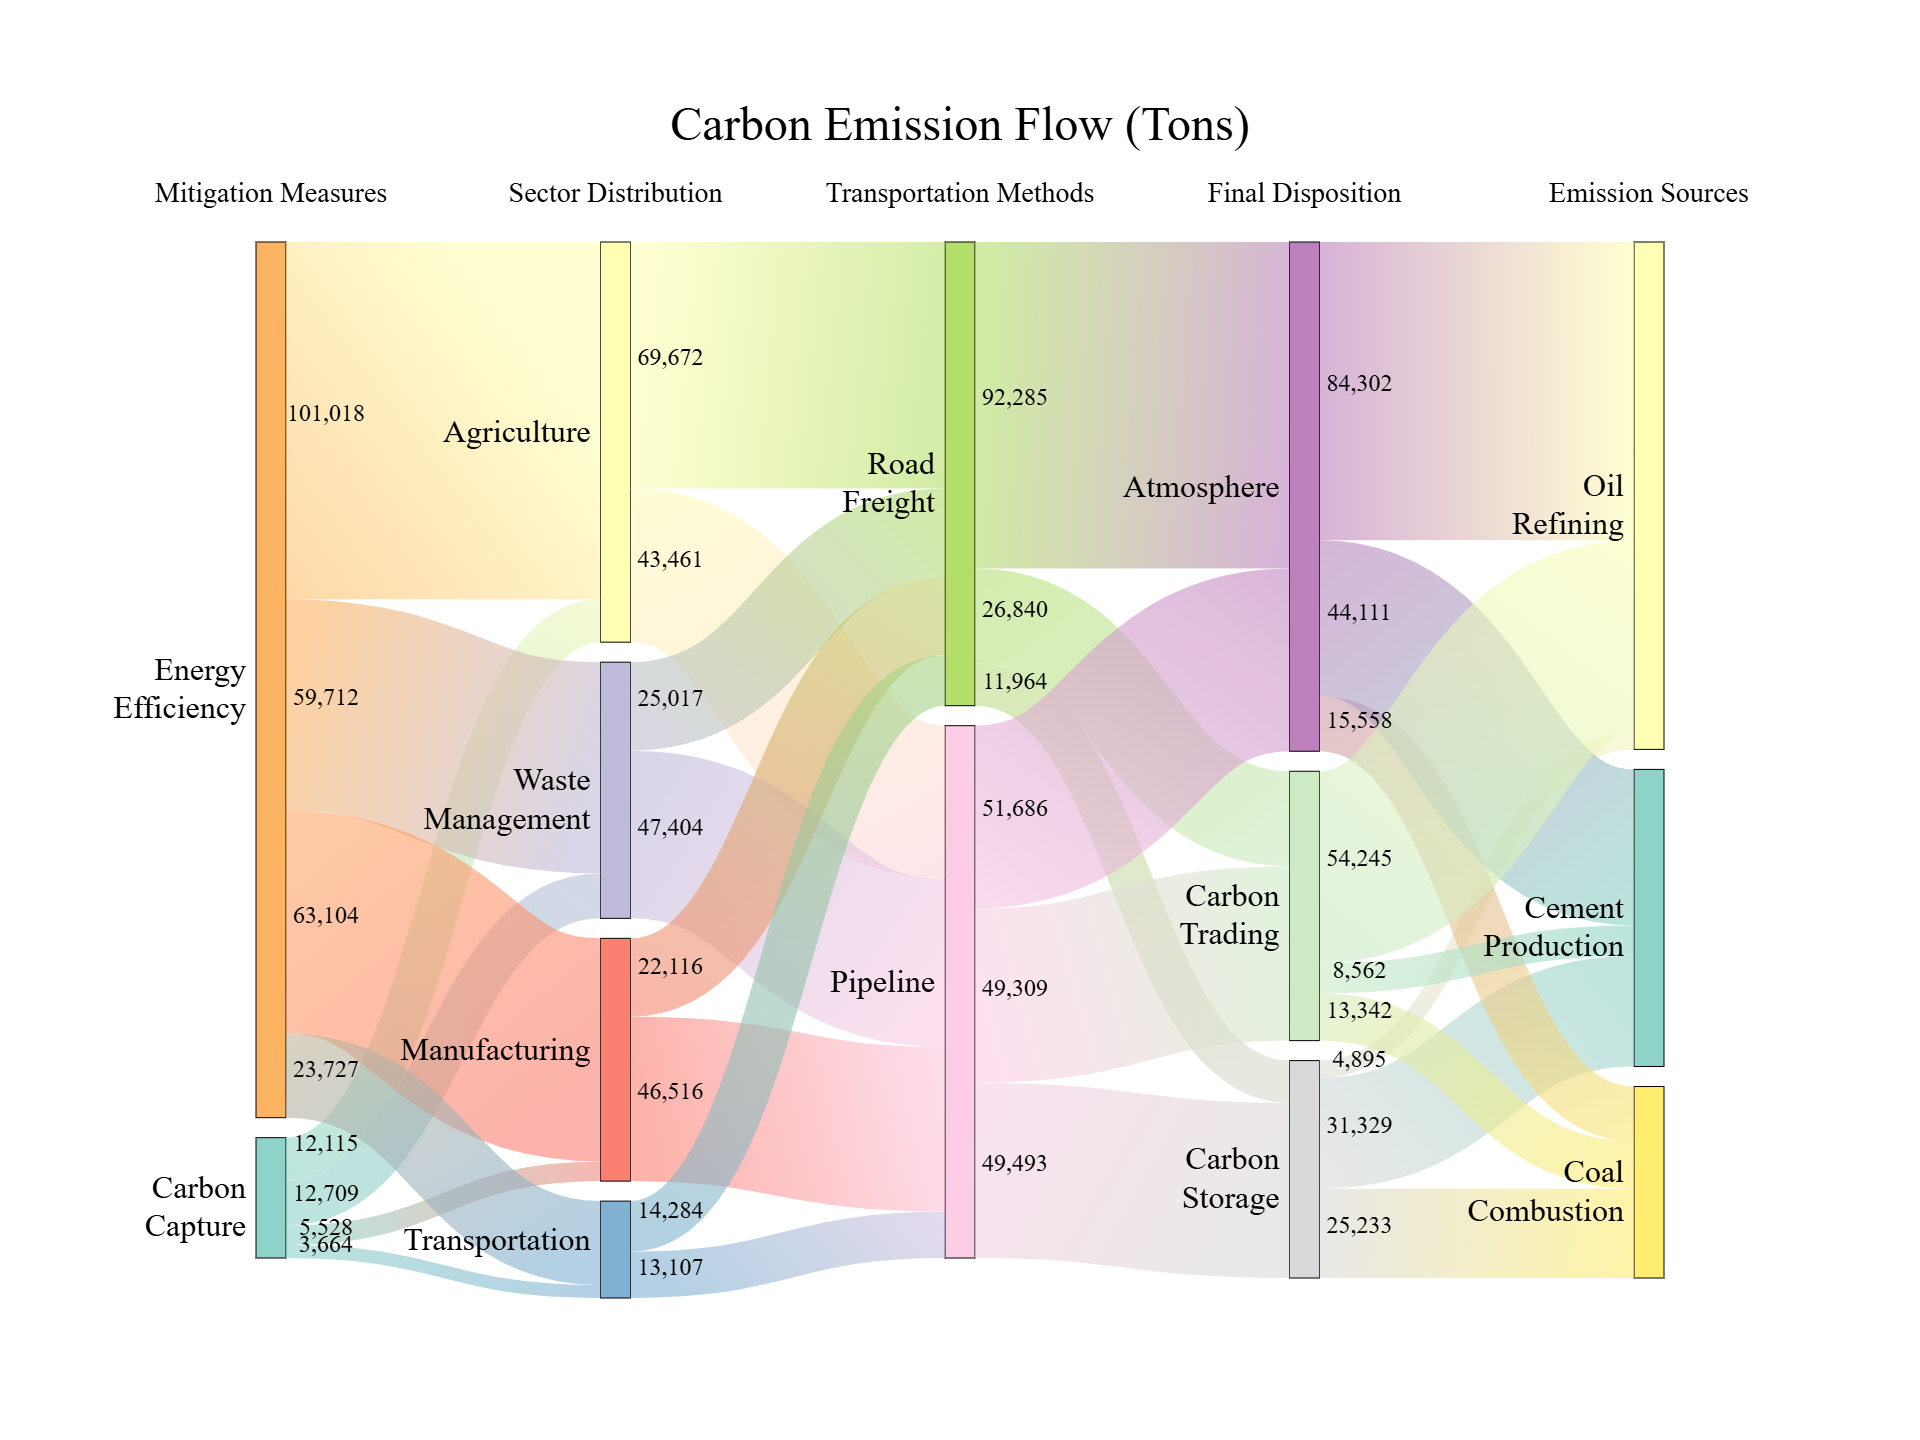 Carbon Emission Flow (Tons)
Mitigation Measures
Sector Distribution
Transportation Methods
Final Disposition
Emission Sources
Energy
Efficiency
Carbon
Capture
101,018
59,712
63,104
23,727
12,115
12,709
5,528
3,664
Agriculture
Waste
Management
Manufacturing
Transportation
69,672
43,461
25,017
47,404
22,116
46,516
14,284
13,107
Road
Freight
Pipeline
92,285
26,840
11,964
51,686
49,309
49,493
Atmosphere
Carbon
Trading
Carbon
Storage
84,302
44,111
15,558
54,245
8,562
13,342
4,895
31,329
25,233
Oil
Refining
Cement
Production
Coal
Combustion